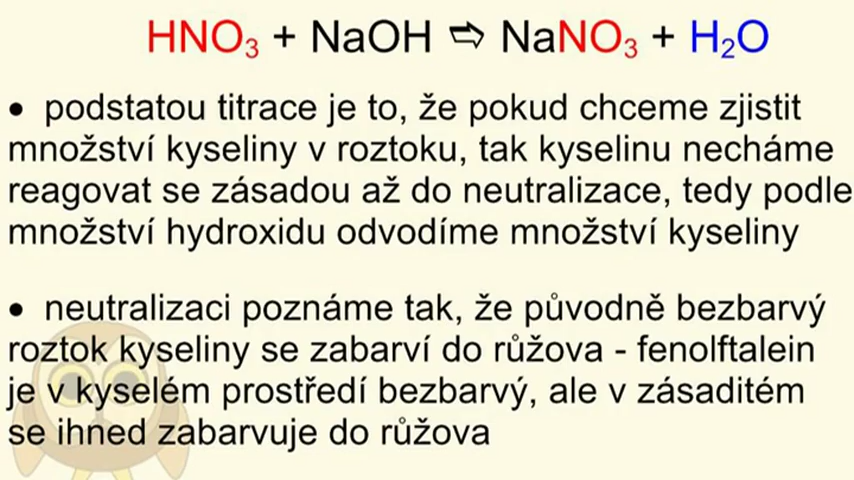 HNO₃ + NaOH ⇨ NaNO₃ + H₂O
• podstatou titrace je to, že pokud chceme zjistit
množství kyseliny v roztoku, tak kyselinu necháme
reagovat se zásadou až do neutralizace, tedy podle
množství hydroxidu odvodíme množství kyseliny
• neutralizaci poznáme tak, že původně bezbarvý
roztok kyseliny se zabarví do růžova - fenolftalein
je v kyselém prostředí bezbarvý, ale v zásaditém
se ihned zabarvuje do růžova